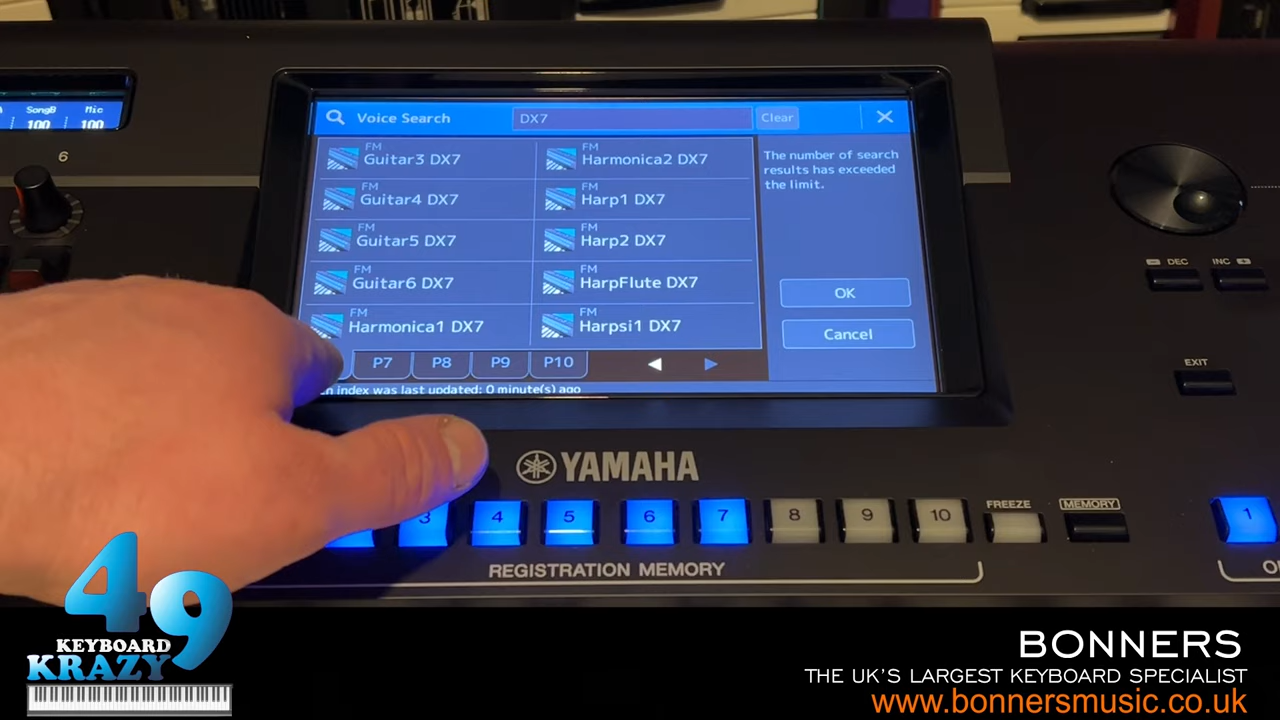 SongB
Mic
100
100
6
Voice Search
DX7
Clear
FM
Guitar3 DX7
FM
Harmonica2 DX7
FM
Guitar4 DX7
FM
Harp1 DX7
FM
Guitar5 DX7
FM
Harp2 DX7
FM
Guitar6 DX7
FM
HarpFlute DX7
FM
Harmonica1 DX7
FM
Harpsi1 DX7
The number of search
results has exceeded
the limit.
OK
Cancel
P7
P8
P9
P10
index was last updated: 0 minute(s) ago
DEC
INC
EXIT
YAMAHA
3
4
5
6
7
8
9
10
FREEZE
MEMORY
1
REGISTRATION MEMORY
49
KEYBOARD
KRAZY
BONNERS
THE UK'S LARGEST KEYBOARD SPECIALIST
www.bonnersmusic.co.uk